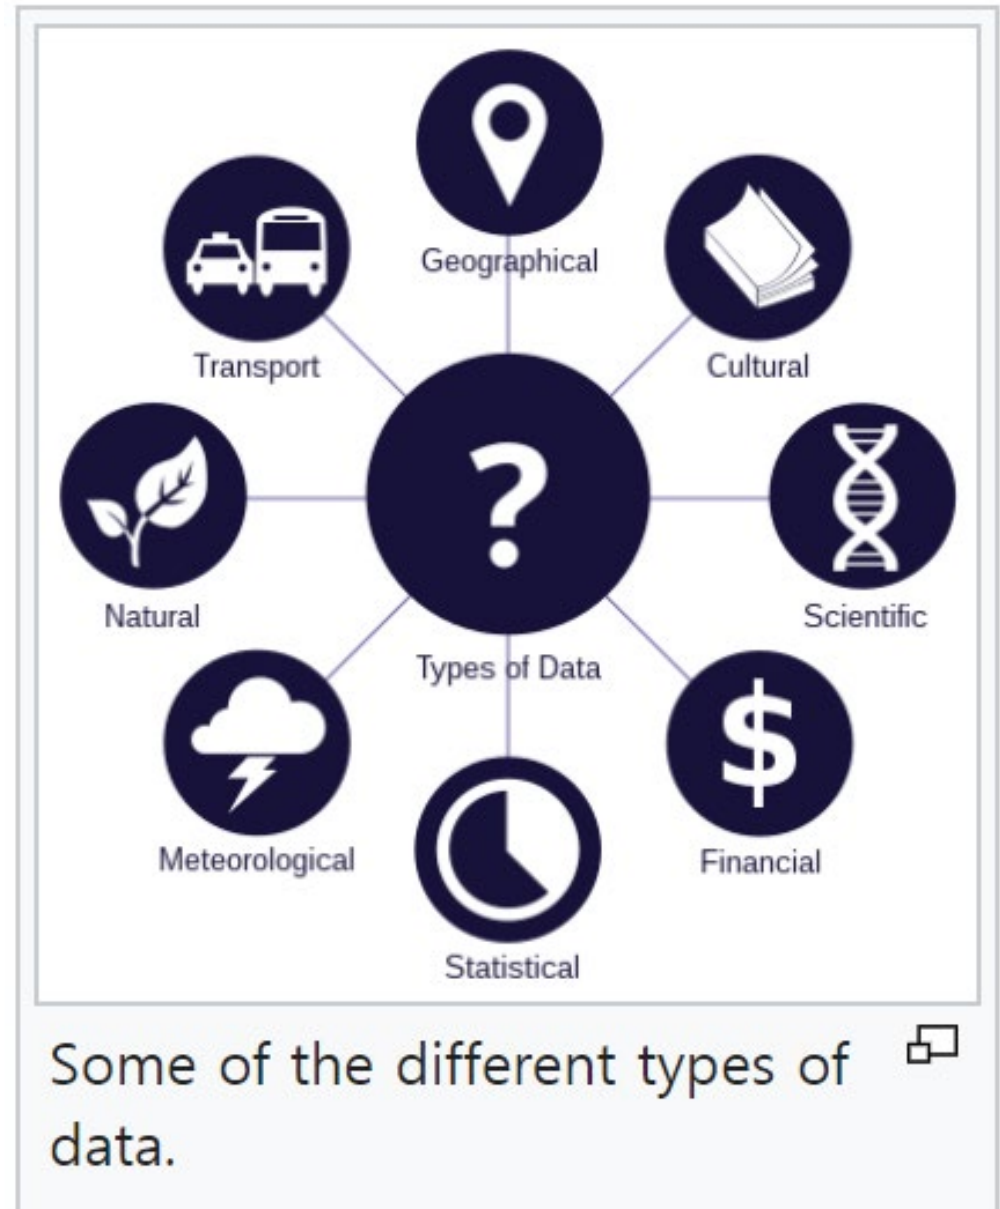 Geographical
Transport
Cultural
Natural
Scientific
?
Types of Data
Meteorological
$
Financial
Statistical
Some of the different types of
data.